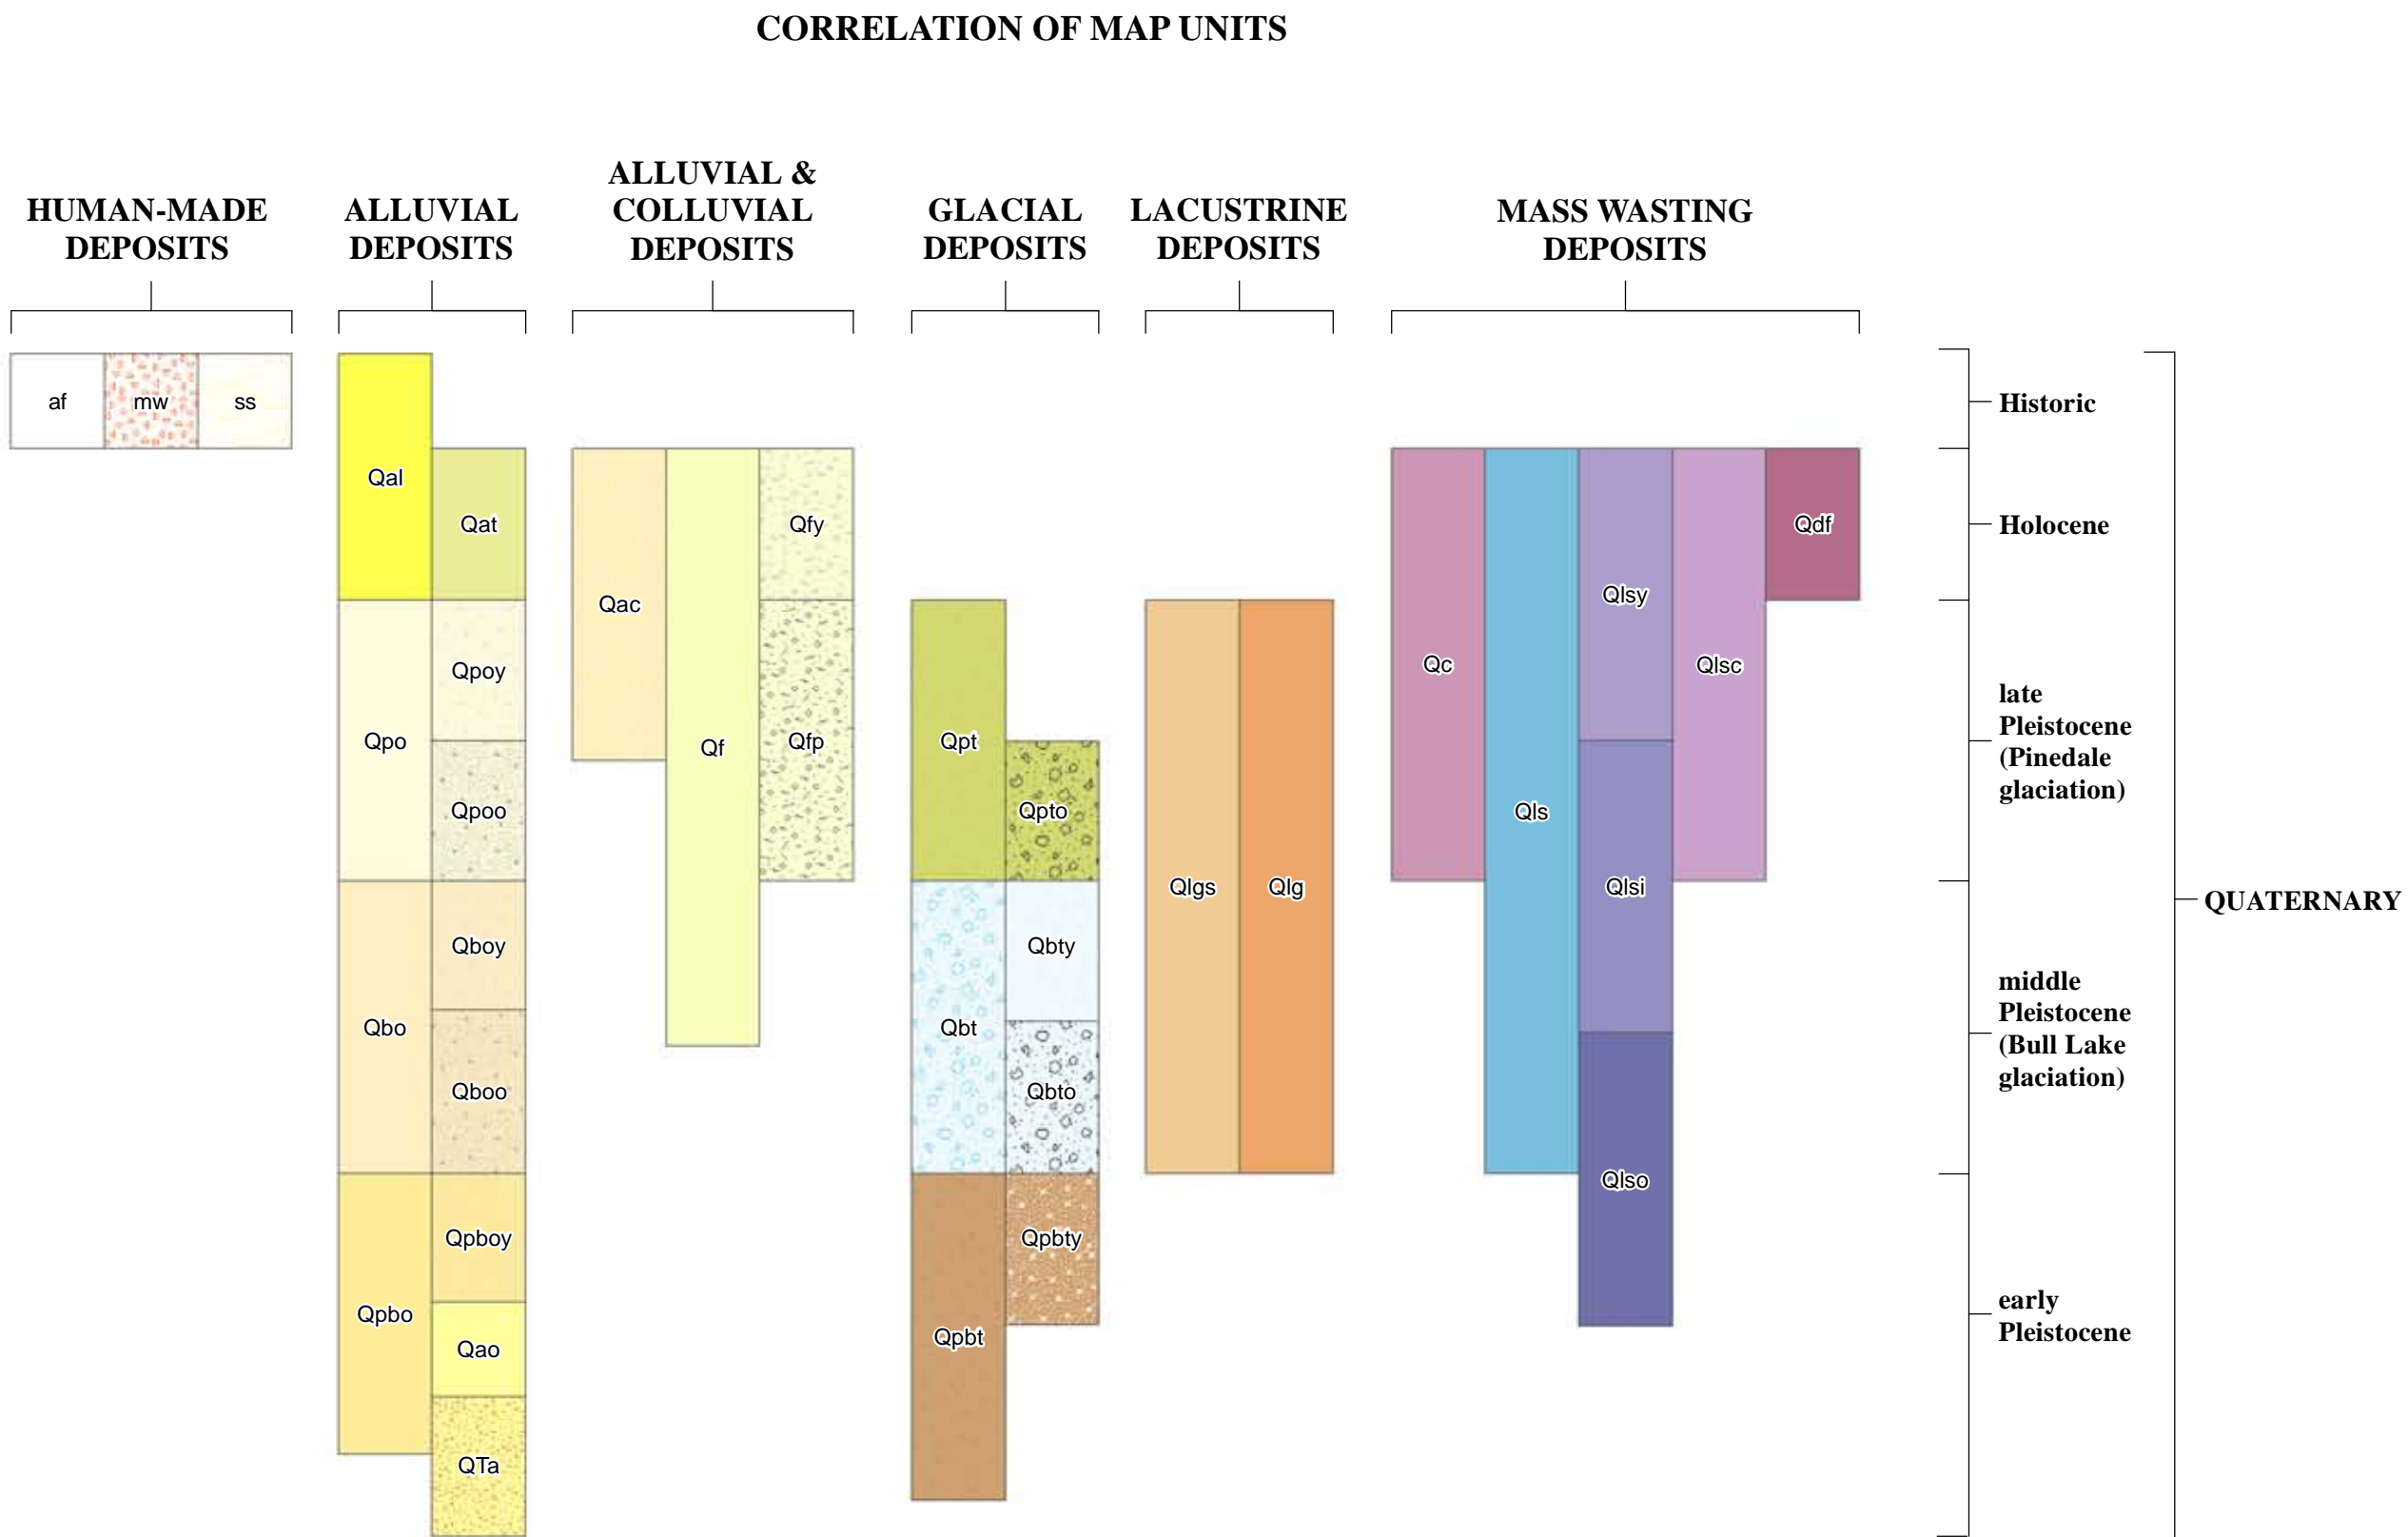 CORRELATION OF MAP UNITS
HUMAN-MADE
DEPOSITS
ALLUVIAL
DEPOSITS
ALLUVIAL &
COLLUVIAL
DEPOSITS
GLACIAL
DEPOSITS
LACUSTRINE
DEPOSITS
MASS WASTING
DEPOSITS
af
mw
ss
Qal
Qat
Qpo
Qpoy
Qpoo
Qbo
Qboy
Qboo
Qpbo
Qpboy
Qao
QTa
Qac
Qf
Qfy
Qfp
Qpt
Qpto
Qbt
Qbty
Qbto
Qpbt
Qpbty
Qlgs
Qlg
Qc
Qls
Qlsy
Qlsi
Qlso
Qlsc
Qdf
Historic
Holocene
late
Pleistocene
(Pinedale
glaciation)
middle
Pleistocene
(Bull Lake
glaciation)
early
Pleistocene
QUATERNARY